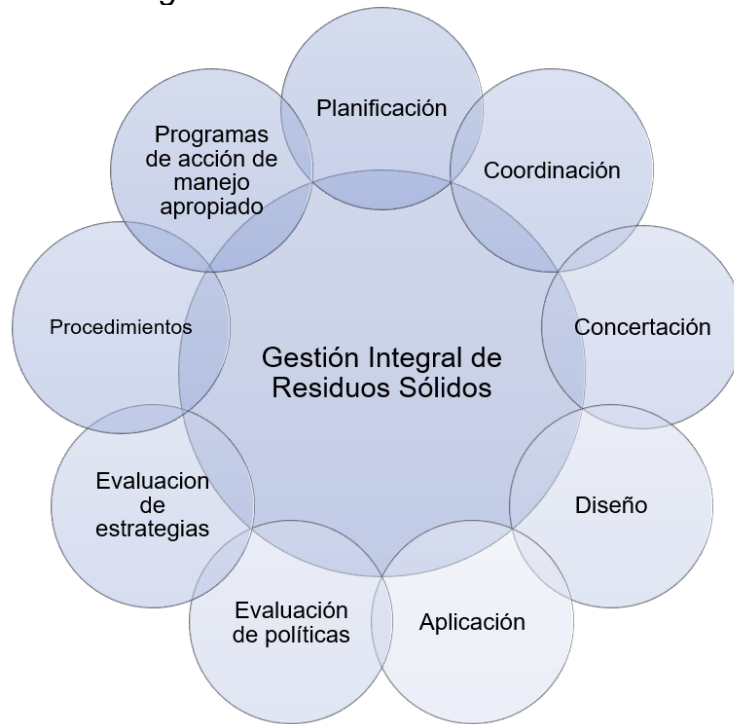 Planificación
Coordinación
Concertación
Diseño
Aplicación
Evaluación
de políticas
Evaluacion
de
estrategias
Procedimientos
Programas
de acción de
manejo
apropiado
Gestión Integral de
Residuos Sólidos